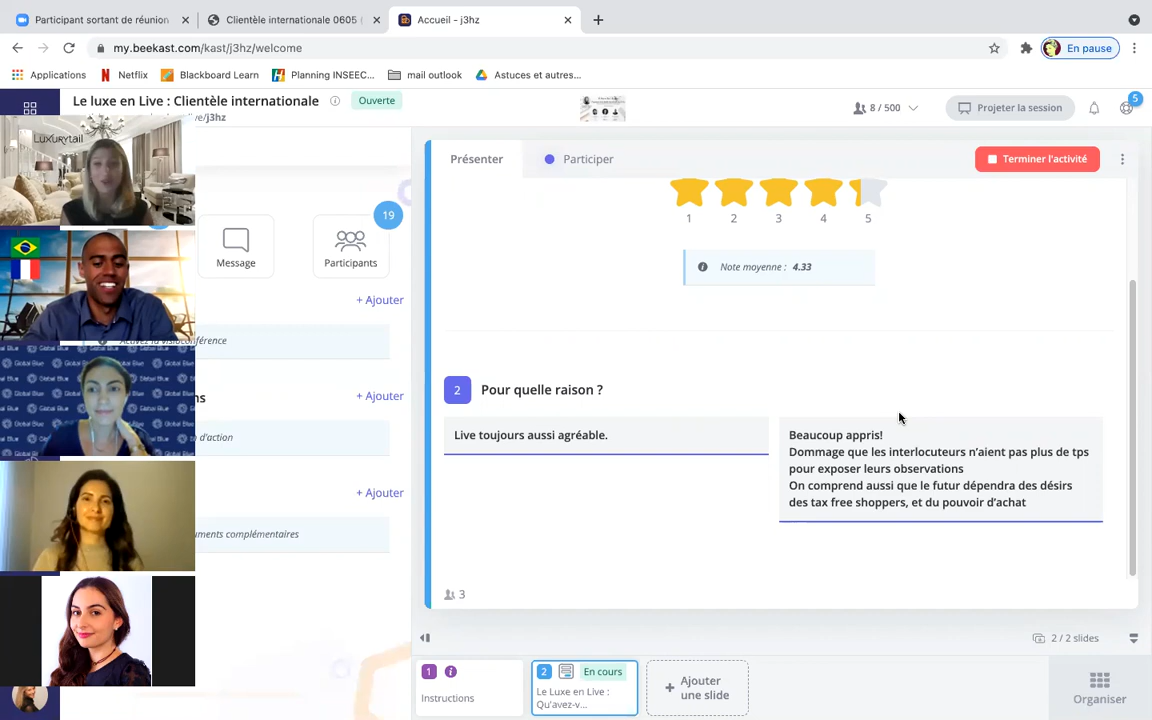 Participant sortant de réunion
Clientèle internationale 0605
Accueil - j3hz
my.beekast.com/kast/j3hz/welcome
En pause
Applications
Netflix
Blackboard Learn
Planning INSEEC...
mail outlook
Astuces et autres...
Le luxe en Live : Clientèle internationale
Ouverte
/j3hz
8 / 500
Projeter la session
5
Luxurytail
Présenter
Participer
Terminer l'activité
19
Message
Participants
1 2 3 4 5
Note moyenne : 4.33
+ Ajouter
Activez la visioconférence
Global Blue
+ Ajouter
ns
d'action
2
Pour quelle raison ?
Live toujours aussi agréable.
Beaucoup appris!
Dommage que les interlocuteurs n'aient pas plus de tps
pour exposer leurs observations
On comprend aussi que le futur dépendra des désirs
des tax free shoppers, et du pouvoir d'achat
+ Ajouter
uments complémentaires
3
2 / 2 slides
1
Instructions
2
En cours
Le Luxe en Live :
Qu'avez-v...
+ Ajouter
une slide
Organiser